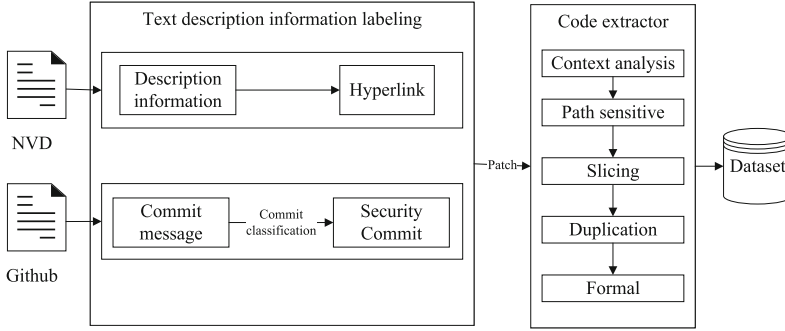 Text description information labeling
Description
information
Hyperlink
NVD
Commit
message
Commit
classification
Security
Commit
Github
Patch
Code extractor
Context analysis
Path sensitive
Slicing
Duplication
Formal
Dataset